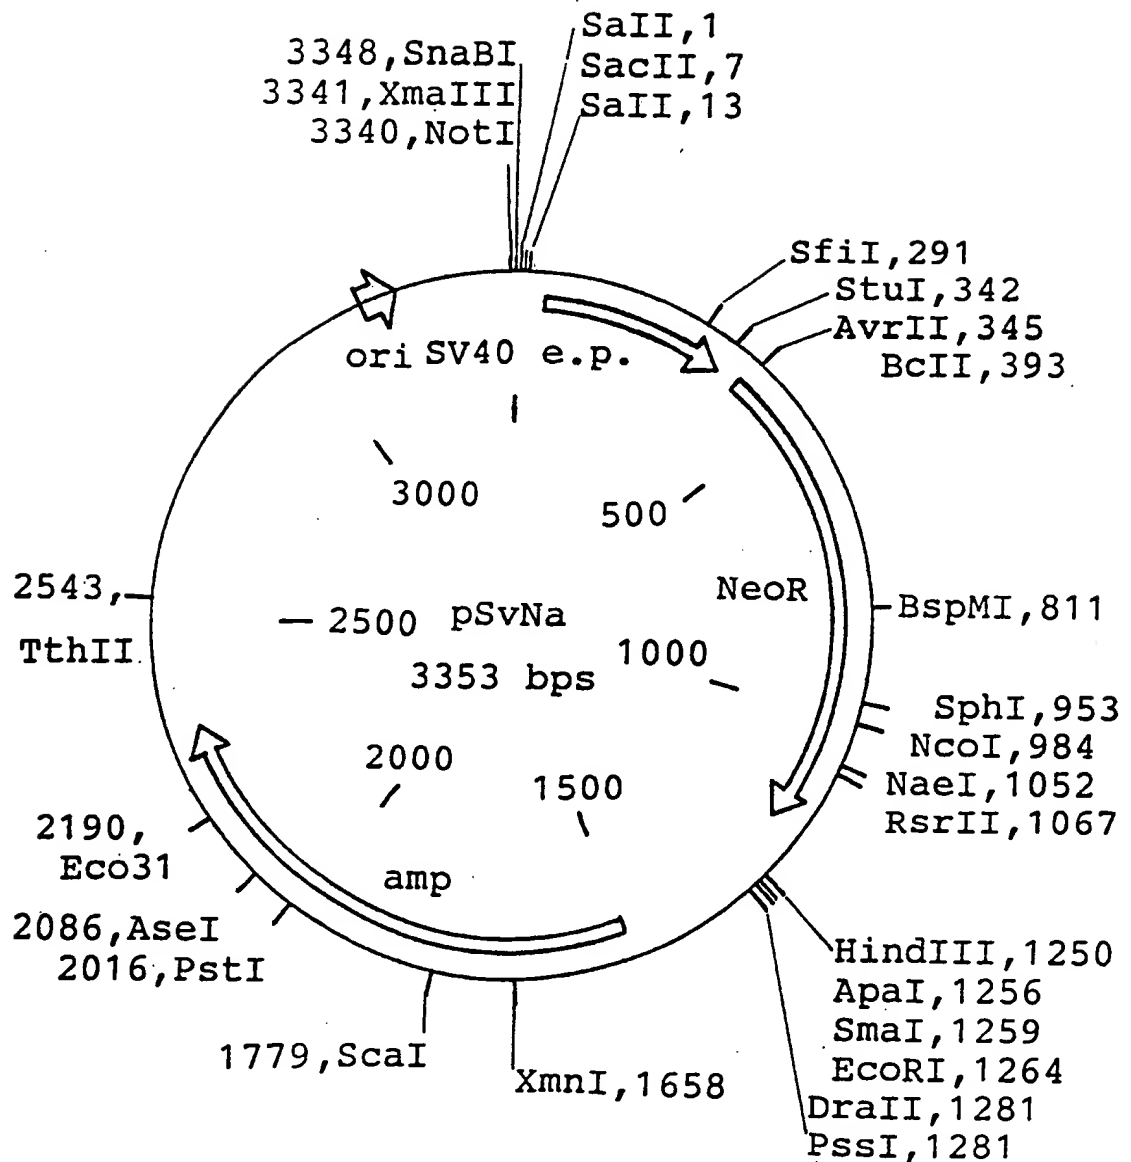 SaII,1
3348,SnaBI
SacII,7
3341,XmaIII
SaII,13
3340,NotI
SfiI,291
StuI,342
AvrII,345
BcII,393
ori SV40 e.p.
3000
500
NeoR
2543,
TthII
BspMI,811
2500
pSvNa
3353 bps
1000
SphI,953
NcoI,984
NaeI,1052
RsrII,1067
2000
1500
2190,
Eco31
amp
2086,AseI
2016,PstI
HindIII,1250
ApaI,1256
SmaI,1259
EcoRI,1264
DraII,1281
PssI,1281
1779,ScaI
XmnI,1658